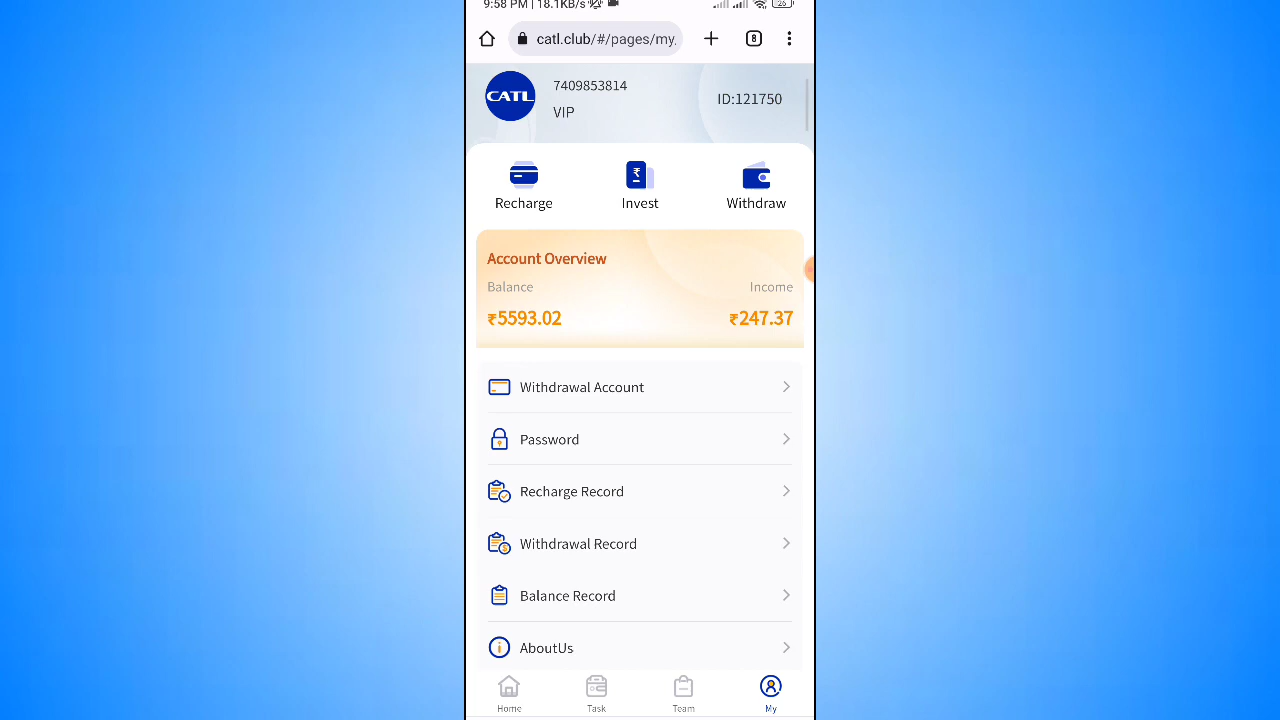 9:58 PM | 18.1KB/s
26
catl.club/#/pages/my.
8
CATL
7409853814
VIP
ID:121750
₹
Recharge
Invest
Withdraw
Account Overview
Balance
Income
₹5593.02
₹247.37
Withdrawal Account
Password
Recharge Record
Withdrawal Record
Balance Record
AboutUs
Home
Task
Team
My